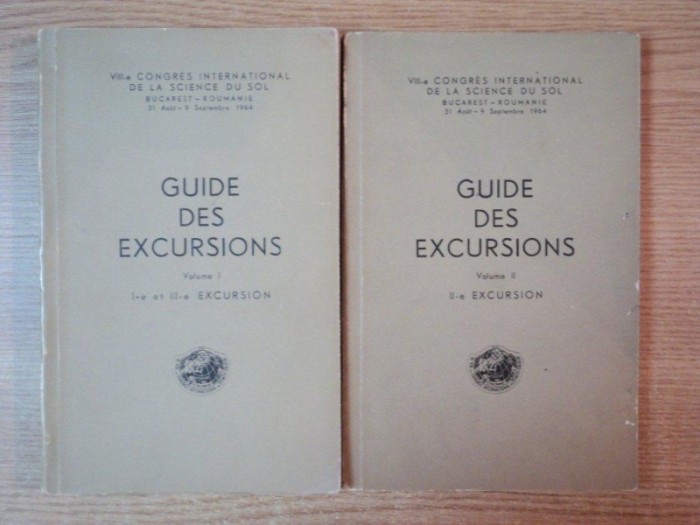 VIII-e CONGRÈS INTERNATIONAL
DE LA SCIENCE DU SOL
BUCAREST – ROUMANIE
31 Août – 9 Septembre 1964
GUIDE
DES
EXCURSIONS
Volume I
I-e et III-e EXCURSION
VIII-e CONGRÈS INTERNATIONAL
DE LA SCIENCE DU SOL
BUCAREST – ROUMANIE
31 Août – 9 Septembre 1964
GUIDE
DES
EXCURSIONS
Volume II
II-e EXCURSION